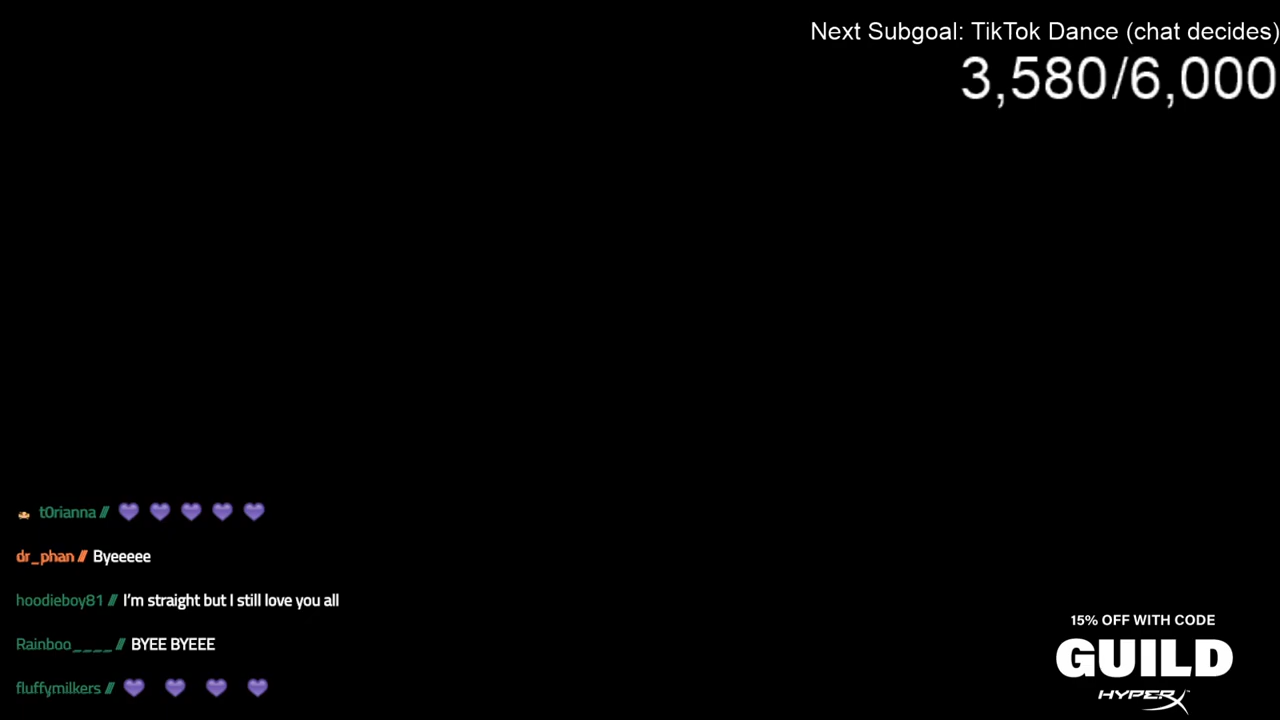 Next Subgoal: TikTok Dance (chat decides)
3,580/6,000
t0rianna //
dr_phan // Byeeeee
hoodieboy81 // I'm straight but I still love you all
Rainboo____ // BYEE BYEEE
fluffymilkers //
15% OFF WITH CODE
GUILD
HYPERX™